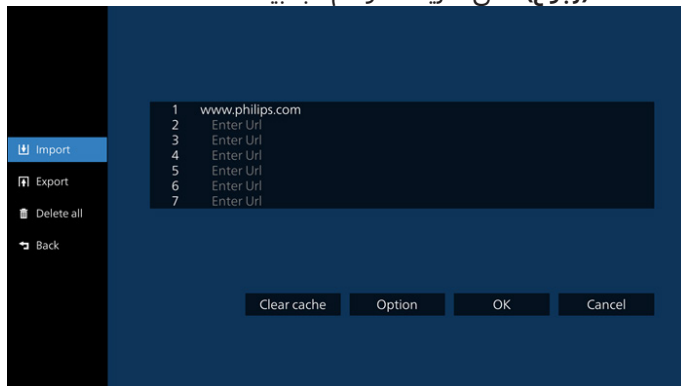 1 www.philips.com
2 Enter Url
3 Enter Url
4 Enter Url
5 Enter Url
6 Enter Url
7 Enter Url
Import
Export
Delete all
Back
Clear cache
Option
OK
Cancel